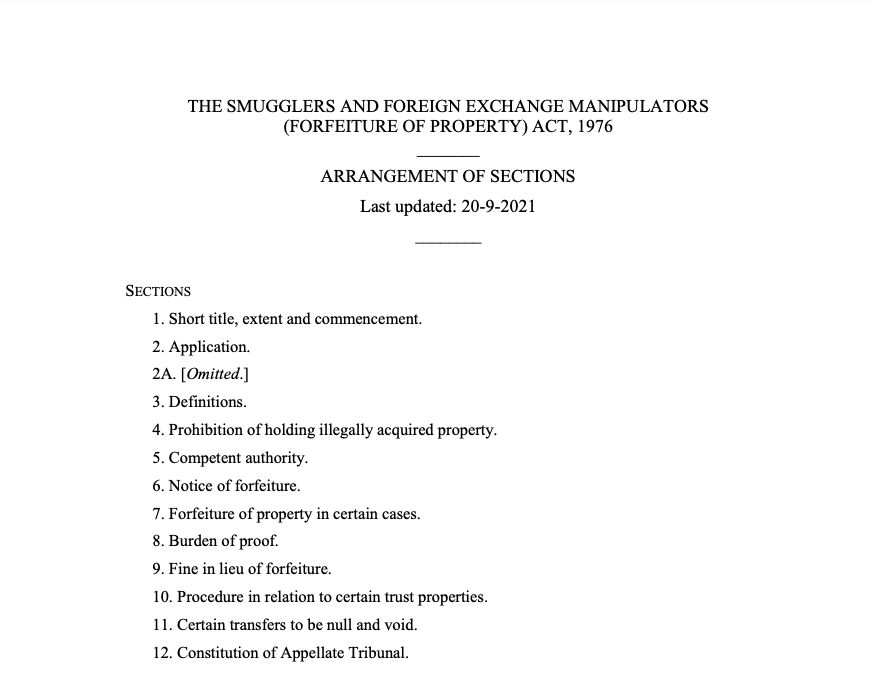 THE SMUGGLERS AND FOREIGN EXCHANGE MANIPULATORS
(FORFEITURE OF PROPERTY) ACT, 1976
ARRANGEMENT OF SECTIONS
Last updated: 20-9-2021
SECTIONS
1. Short title, extent and commencement.
2. Application.
2A. [Omitted.]
3. Definitions.
4. Prohibition of holding illegally acquired property.
5. Competent authority.
6. Notice of forfeiture.
7. Forfeiture of property in certain cases.
8. Burden of proof.
9. Fine in lieu of forfeiture.
10. Procedure in relation to certain trust properties.
11. Certain transfers to be null and void.
12. Constitution of Appellate Tribunal.